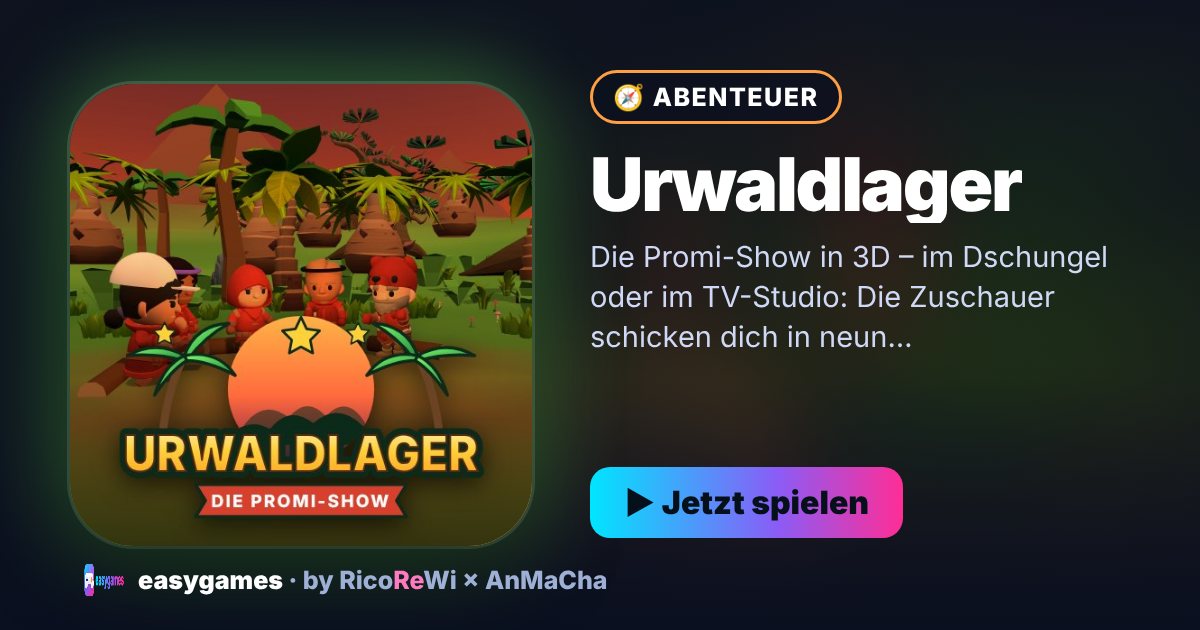 ABENTEUER
Urwaldlager
Die Promi-Show in 3D – im Dschungel
oder im TV-Studio: Die Zuschauer
schicken dich in neun...
▶ Jetzt spielen
URWALDLAGER
DIE PROMI-SHOW
easygames
easygames · by RicoReWi × AnMaCha